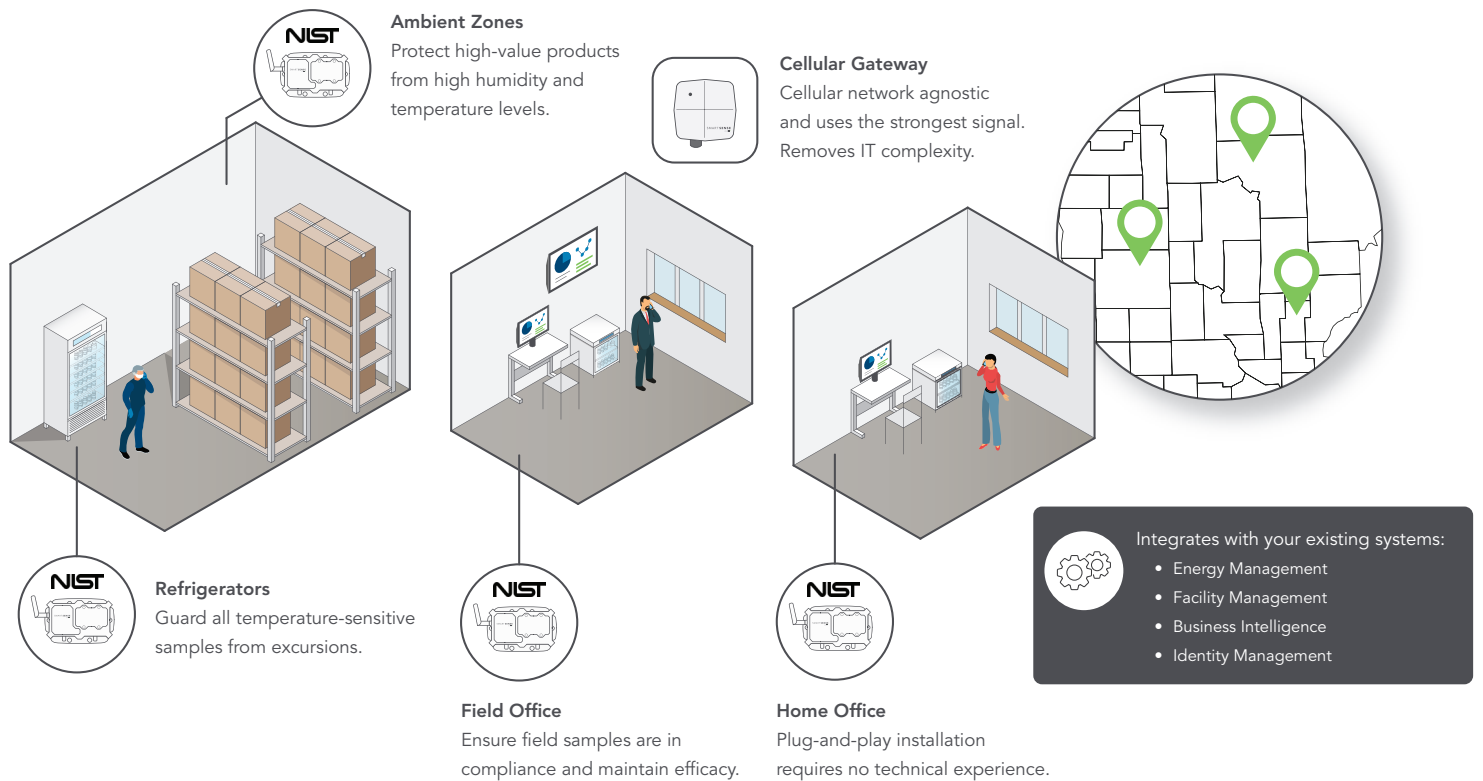 NIST
Ambient Zones
Protect high-value products
from high humidity and
temperature levels.
Cellular Gateway
Cellular network agnostic
and uses the strongest signal.
Removes IT complexity.
SMARTSENSE
NIST
Refrigerators
Guard all temperature-sensitive
samples from excursions.
NIST
Field Office
Ensure field samples are in
compliance and maintain efficacy.
NIST
Home Office
Plug-and-play installation
requires no technical experience.
Integrates with your existing systems:
• Energy Management
• Facility Management
• Business Intelligence
• Identity Management